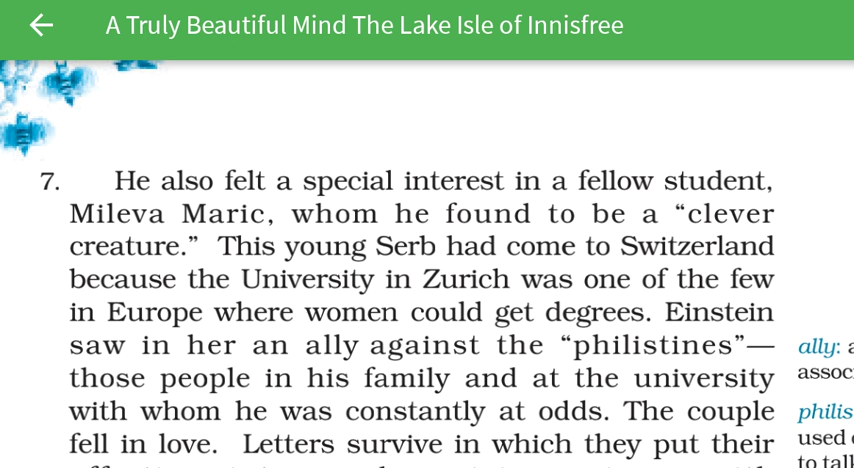 A Truly Beautiful Mind The Lake Isle of Innisfree
7. He also felt a special interest in a fellow student,
Mileva Maric, whom he found to be a “clever
creature.” This young Serb had come to Switzerland
because the University in Zurich was one of the few
in Europe where women could get degrees. Einstein
saw in her an ally against the “philistines”—
those people in his family and at the university
with whom he was constantly at odds. The couple
fell in love. Letters survive in which they put their
ally: a
assoc
philis
used
to tall